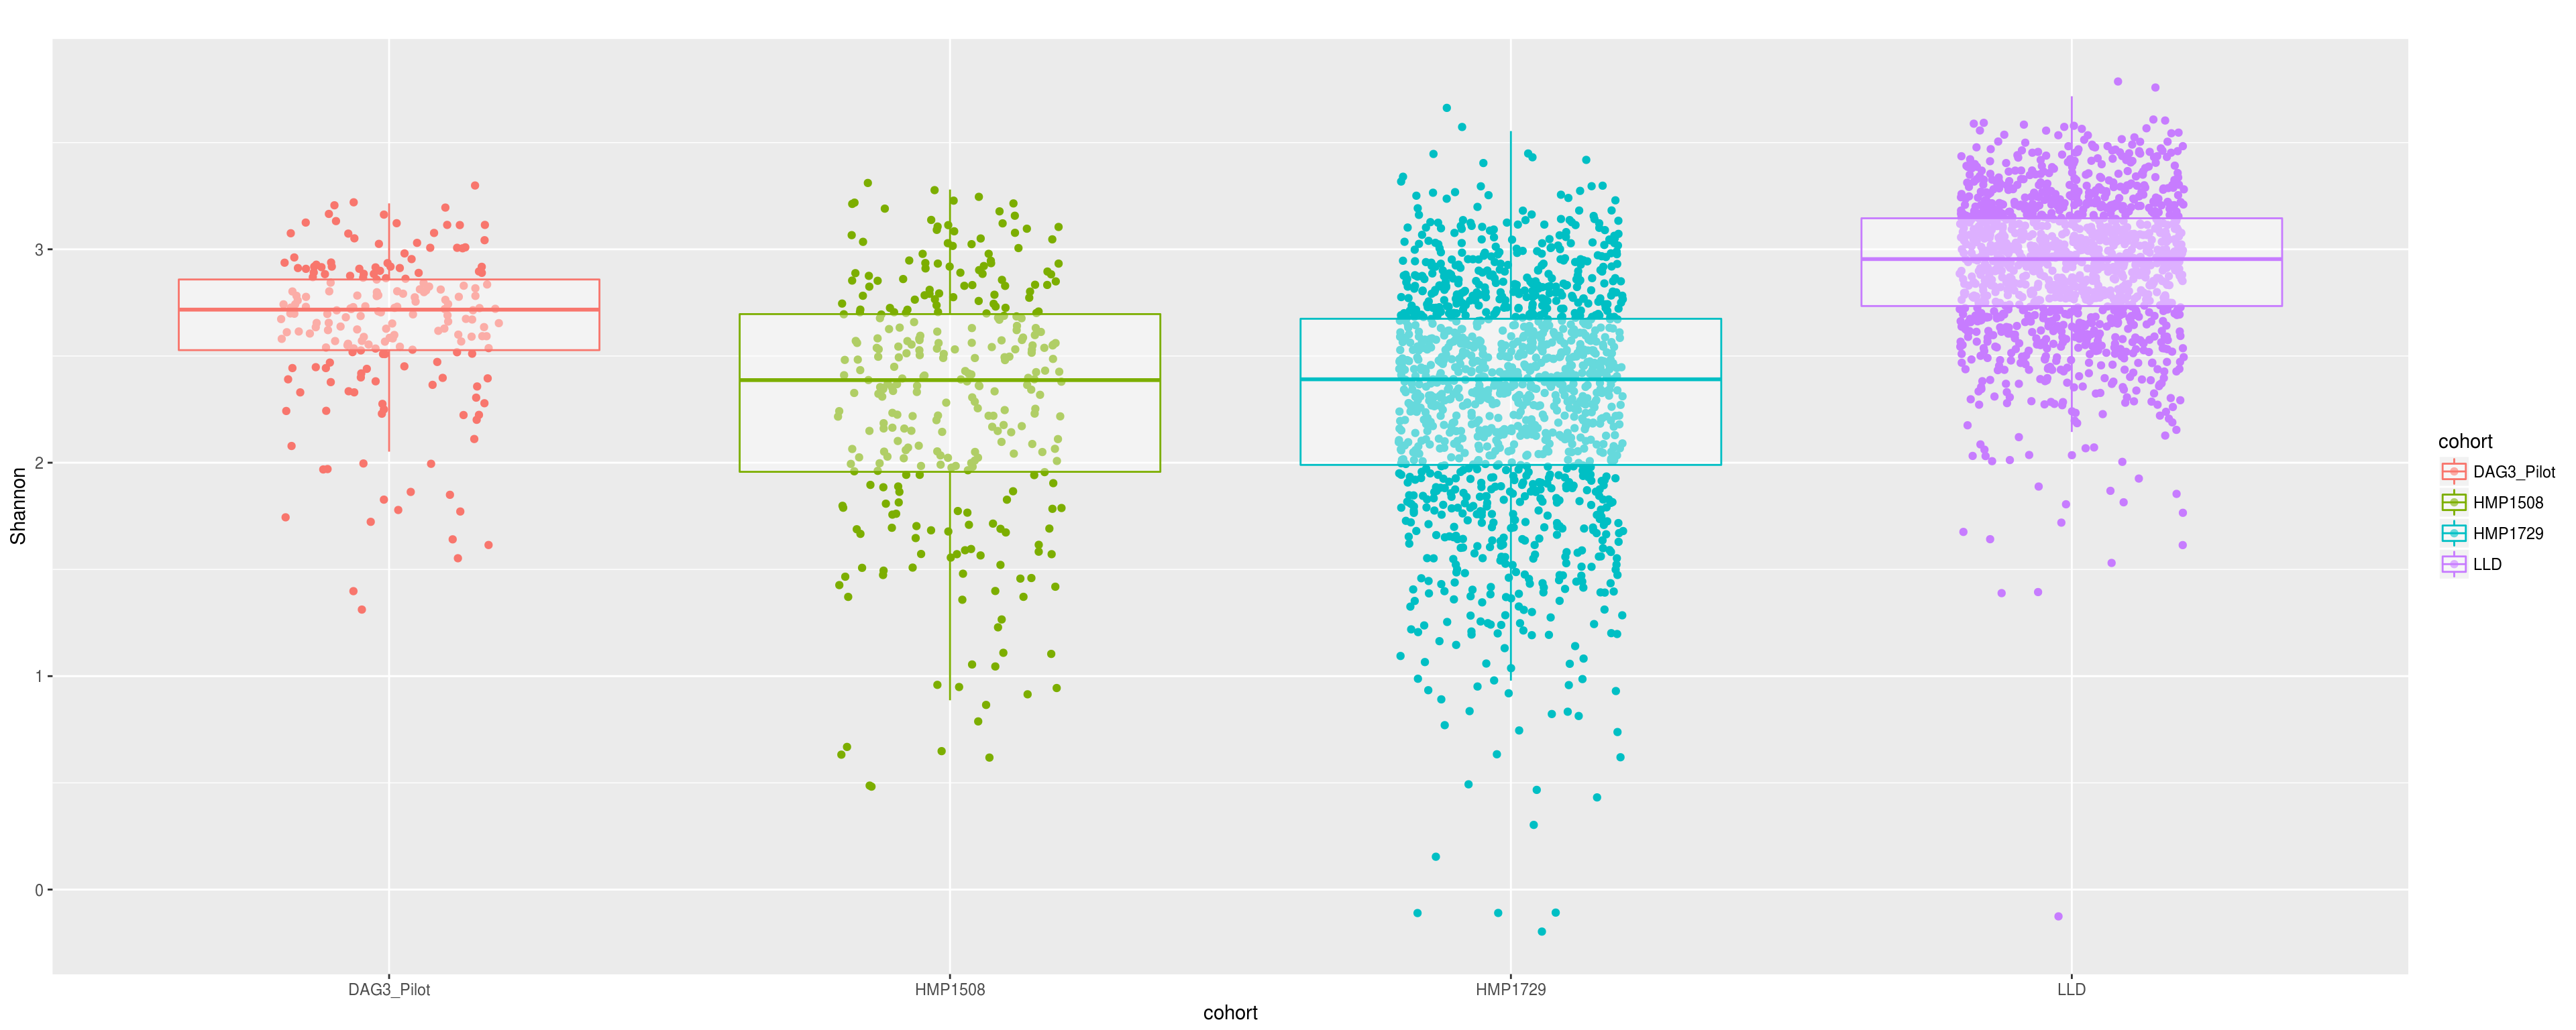 Shannon
3
2
1
0
DAG3_Pilot
HMP1508
HMP1729
LLD
cohort
cohort
DAG3_Pilot
HMP1508
HMP1729
LLD